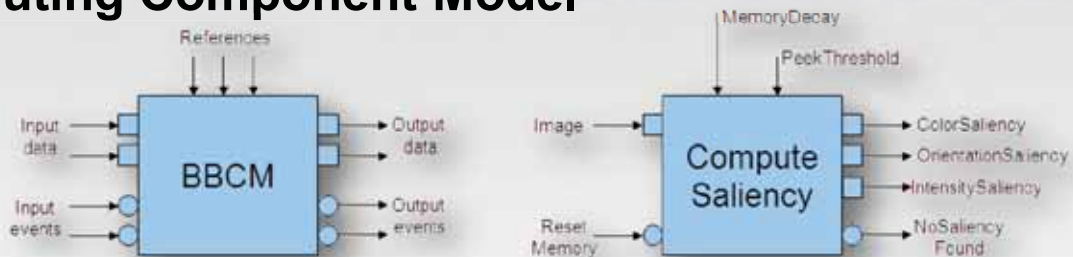 uting Component Model
References
Input data
Input events
BBCM
Output data
Output events
MemoryDecay
PeekThreshold
Image
Reset Memory
Compute Saliency
ColorSaliency
OrientationSaliency
IntensitySaliency
NoSaliency Found